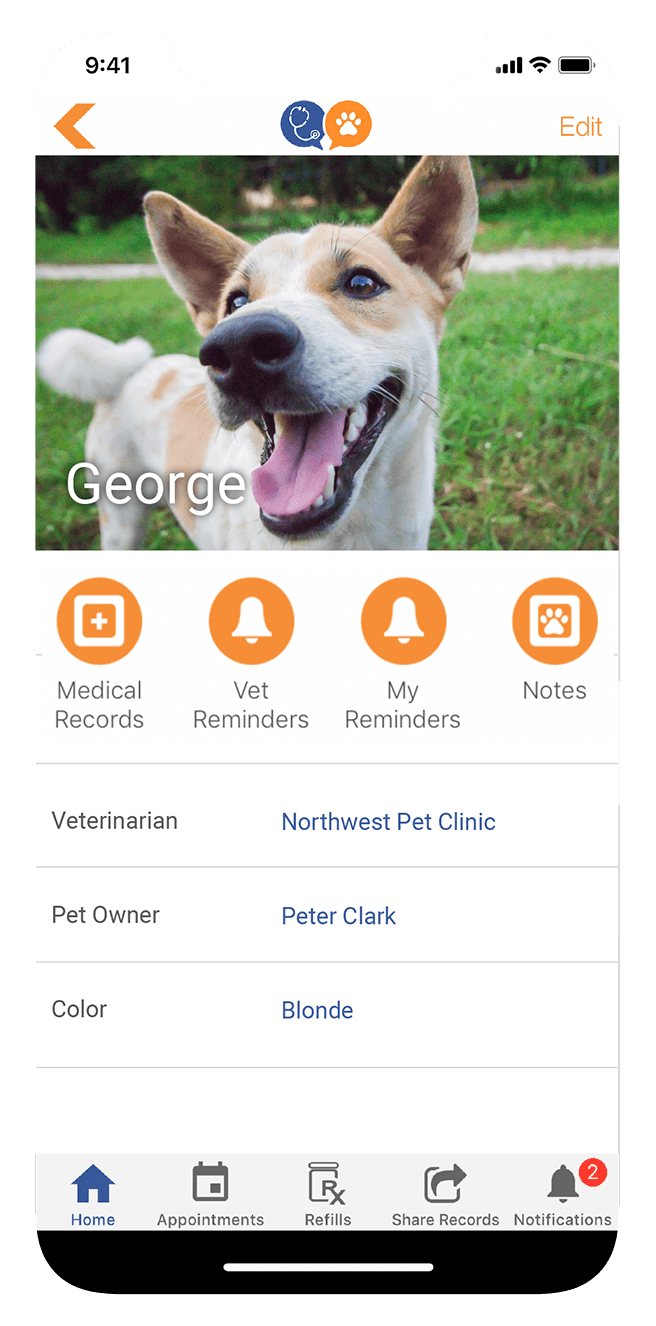 9:41
Edit
George
Medical
Records
Vet
Reminders
My
Reminders
Notes
Veterinarian Northwest Pet Clinic
Pet Owner Peter Clark
Color Blonde
2
Home Appointments Rx Refills Share Records Notifications